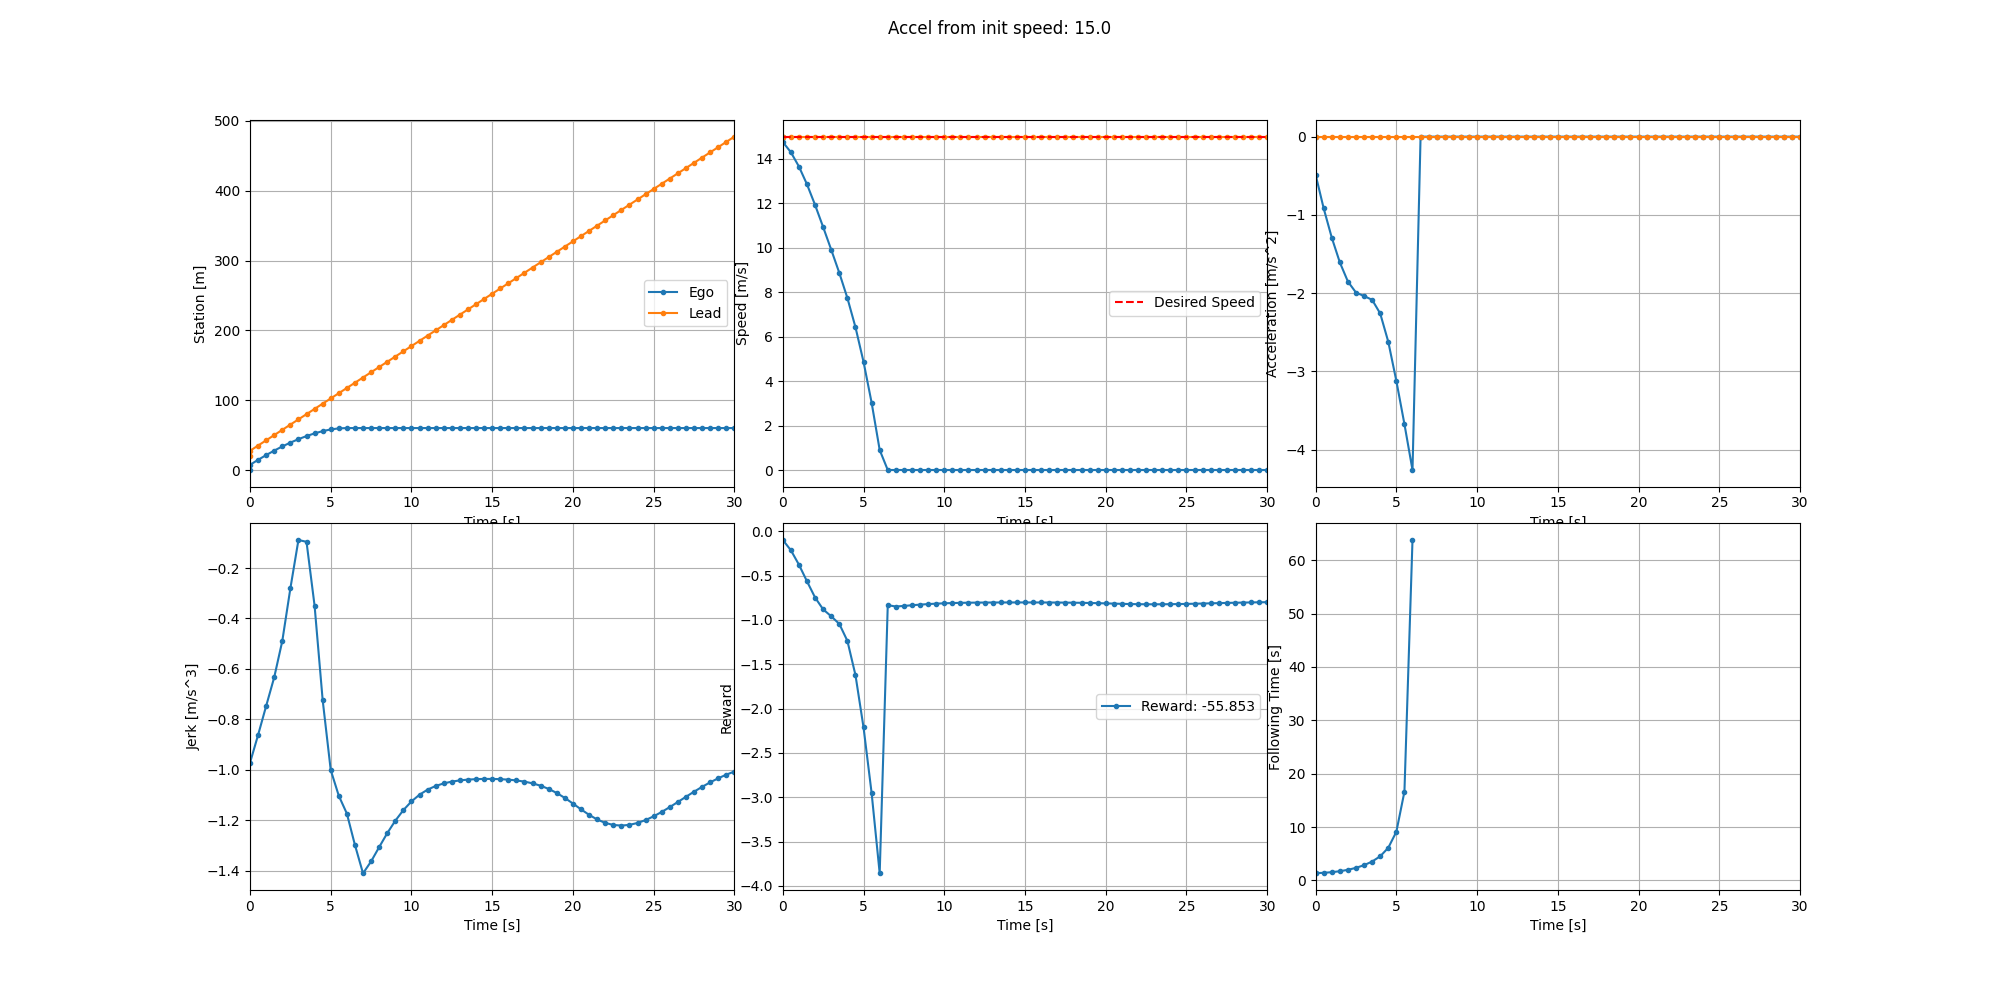 Accel from init speed: 15.0
Station [m]
500
400
300
200
100
0
Ego
Lead
0 5 10 15 20 25 30
Time [s]
Speed [m/s]
14
12
10
8
6
4
2
0
Desired Speed
0 5 10 15 20 25 30
Time [s]
Acceleration [m/s^2]
0
−1
−2
−3
−4
0 5 10 15 20 25 30
Time [s]
Jerk [m/s^3]
−0.2
−0.4
−0.6
−0.8
−1.0
−1.2
−1.4
0 5 10 15 20 25 30
Time [s]
Reward
0.0
−0.5
−1.0
−1.5
−2.0
−2.5
−3.0
−3.5
−4.0
Reward: -55.853
0 5 10 15 20 25 30
Time [s]
Following Time [s]
60
50
40
30
20
10
0
0 5 10 15 20 25 30
Time [s]